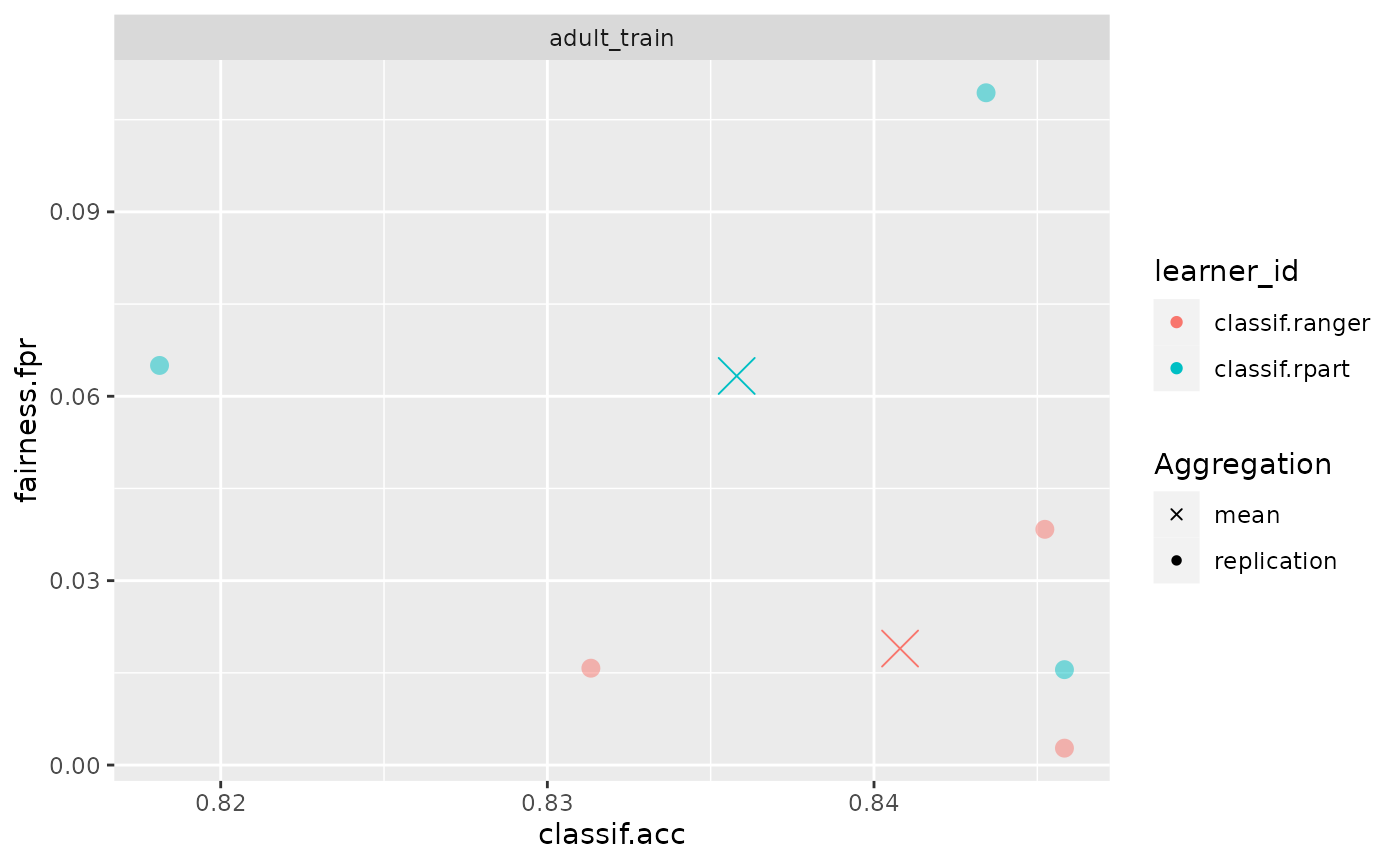 adult_train
0.09
0.06
0.03
0.00
fairness.fpr
0.82
0.83
0.84
classif.acc
learner_id
classif.ranger
classif.rpart
Aggregation
mean
replication